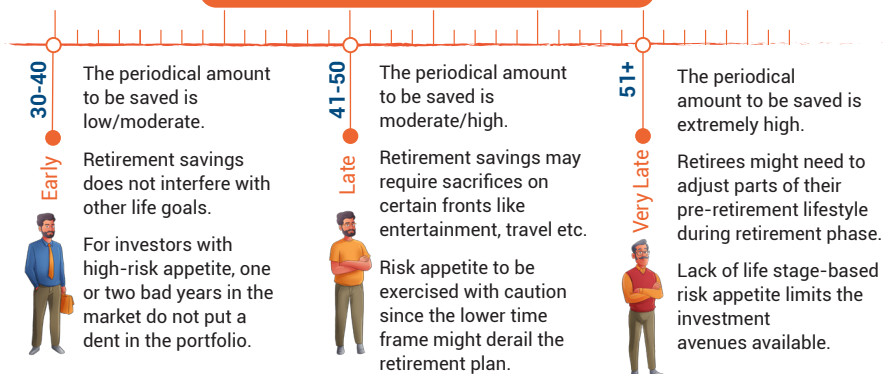 30-40
Early
The periodical amount
to be saved is
low/moderate.
Retirement savings
does not interfere with
other life goals.
For investors with
high-risk appetite, one
or two bad years in the
market do not put a
dent in the portfolio.
41-50
Late
The periodical amount
to be saved is
moderate/high.
Retirement savings may
require sacrifices on
certain fronts like
entertainment, travel etc.
Risk appetite to be
exercised with caution
since the lower time
frame might derail the
retirement plan.
51+
Very Late
The periodical
amount to be saved is
extremely high.
Retirees might need to
adjust parts of their
pre-retirement lifestyle
during retirement phase.
Lack of life stage-based
risk appetite limits the
investment
avenues available.